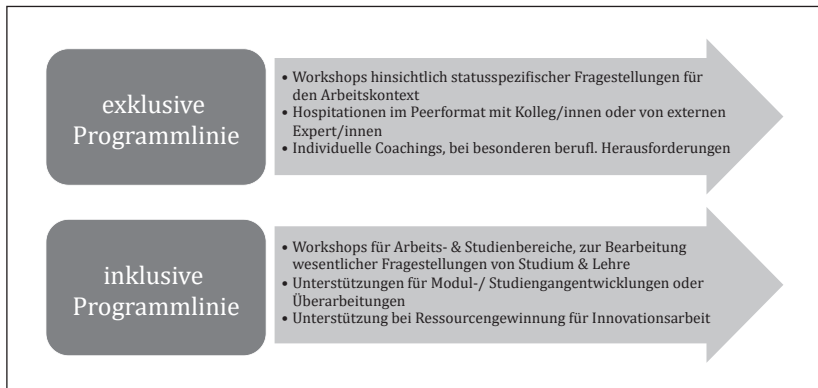 exklusive
Programmlinie
• Workshops hinsichtlich statusspezifischer Fragestellungen für
den Arbeitskontext
• Hospitationen im Peerformat mit Kolleg/innen oder von externen
Expert/innen
• Individuelle Coachings, bei besonderen berufl. Herausforderungen
inklusive
Programmlinie
• Workshops für Arbeits- & Studienbereiche, zur Bearbeitung
wesentlicher Fragestellungen von Studium & Lehre
• Unterstützungen für Modul-/ Studiengangentwicklungen oder
Überarbeitungen
• Unterstützung bei Ressourcengewinnung für Innovationsarbeit